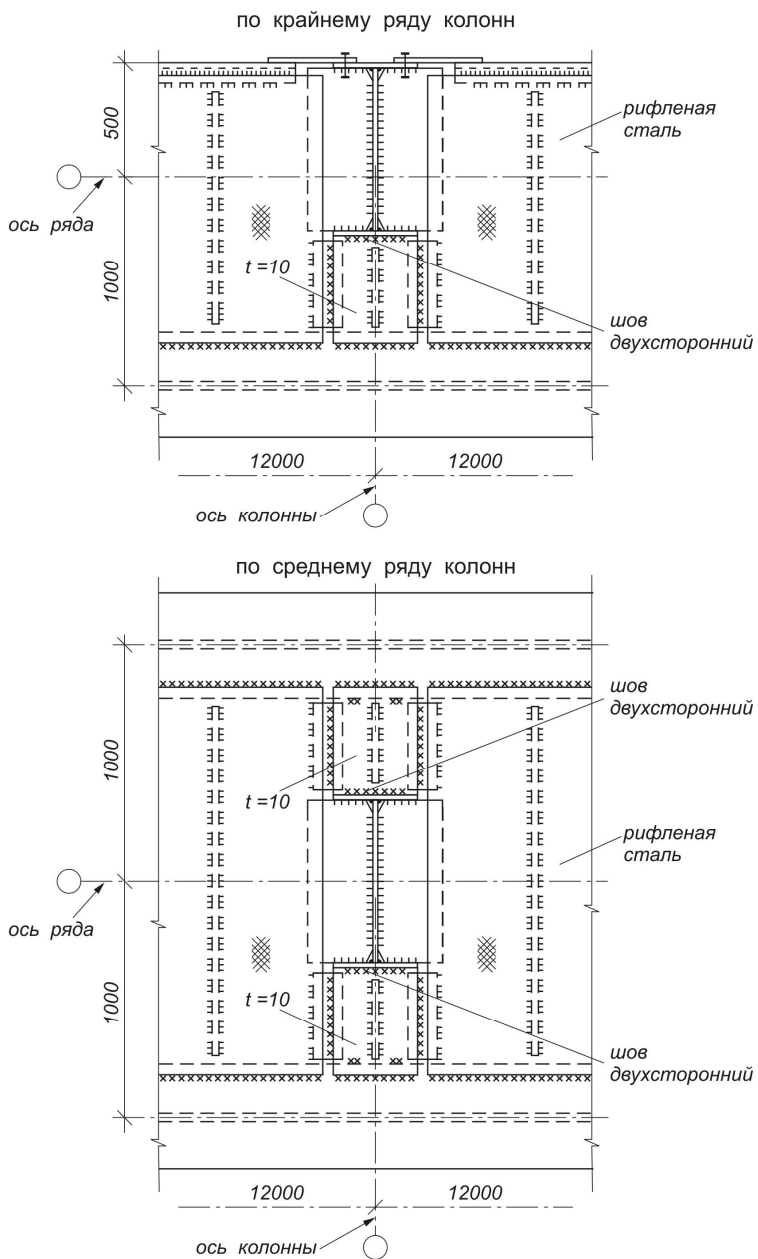 по крайнему ряду колонн
500
рифленая
сталь
ось ряда
1000
t =10
шов
двухсторонний
12000
12000
ось колонны
по среднему ряду колонн
шов
двухсторонний
1000
t =10
рифленая
сталь
ось ряда
1000
t =10
шов
двухсторонний
12000
12000
ось колонны